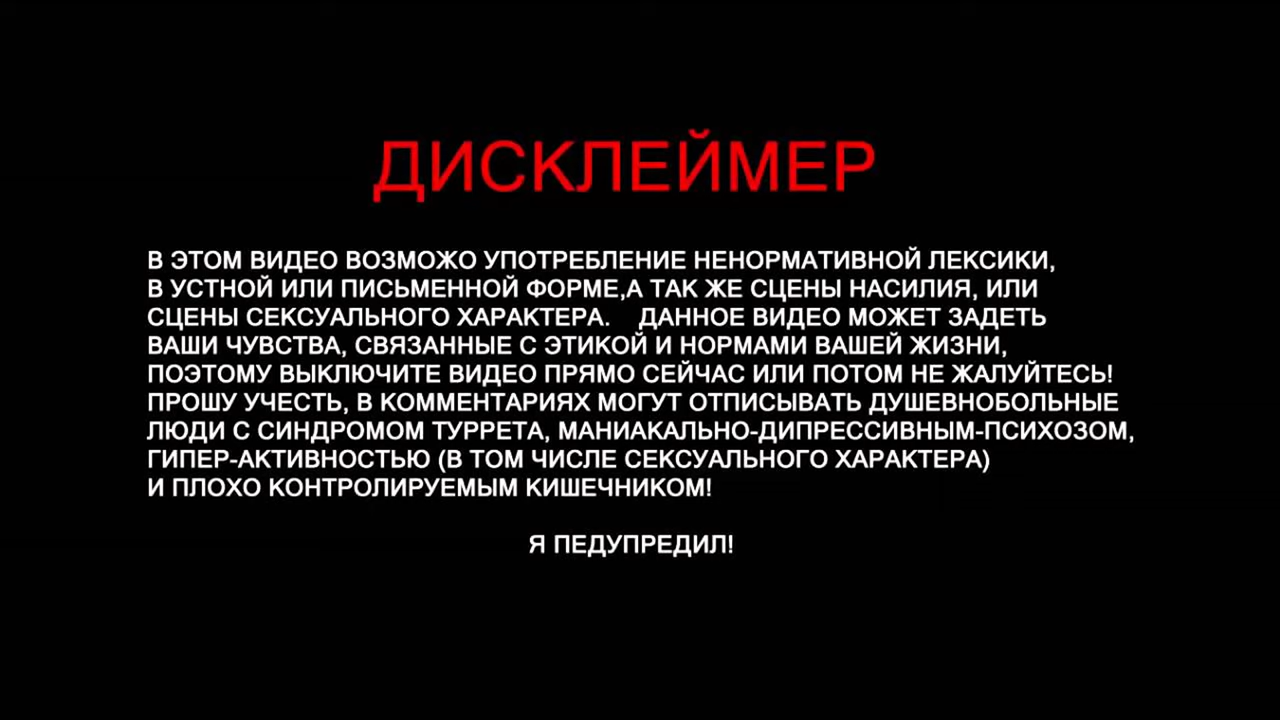 ДИСКЛЕЙМЕР
В ЭТОМ ВИДЕО ВОЗМОЖО УПОТРЕБЛЕНИЕ НЕНОРМАТИВНОЙ ЛЕКСИКИ,
В УСТНОЙ ИЛИ ПИСЬМЕННОЙ ФОРМЕ,А ТАК ЖЕ СЦЕНЫ НАСИЛИЯ, ИЛИ
СЦЕНЫ СЕКСУАЛЬНОГО ХАРАКТЕРА. ДАННОЕ ВИДЕО МОЖЕТ ЗАДЕТЬ
ВАШИ ЧУВСТВА, СВЯЗАННЫЕ С ЭТИКОЙ И НОРМАМИ ВАШЕЙ ЖИЗНИ,
ПОЭТОМУ ВЫКЛЮЧИТЕ ВИДЕО ПРЯМО СЕЙЧАС ИЛИ ПОТОМ НЕ ЖАЛУЙТЕСЬ!
ПРОШУ УЧЕСТЬ, В КОММЕНТАРИЯХ МОГУТ ОТПИСЫВАТЬ ДУШЕВНОБОЛЬНЫЕ
ЛЮДИ С СИНДРОМОМ ТУРРЕТА, МАНИАКАЛЬНО-ДИПРЕССИВНЫМ-ПСИХОЗОМ,
ГИПЕР-АКТИВНОСТЬЮ (В ТОМ ЧИСЛЕ СЕКСУАЛЬНОГО ХАРАКТЕРА)
И ПЛОХО КОНТРОЛИРУЕМЫМ КИШЕЧНИКОМ!
Я ПЕДУПРЕДИЛ!